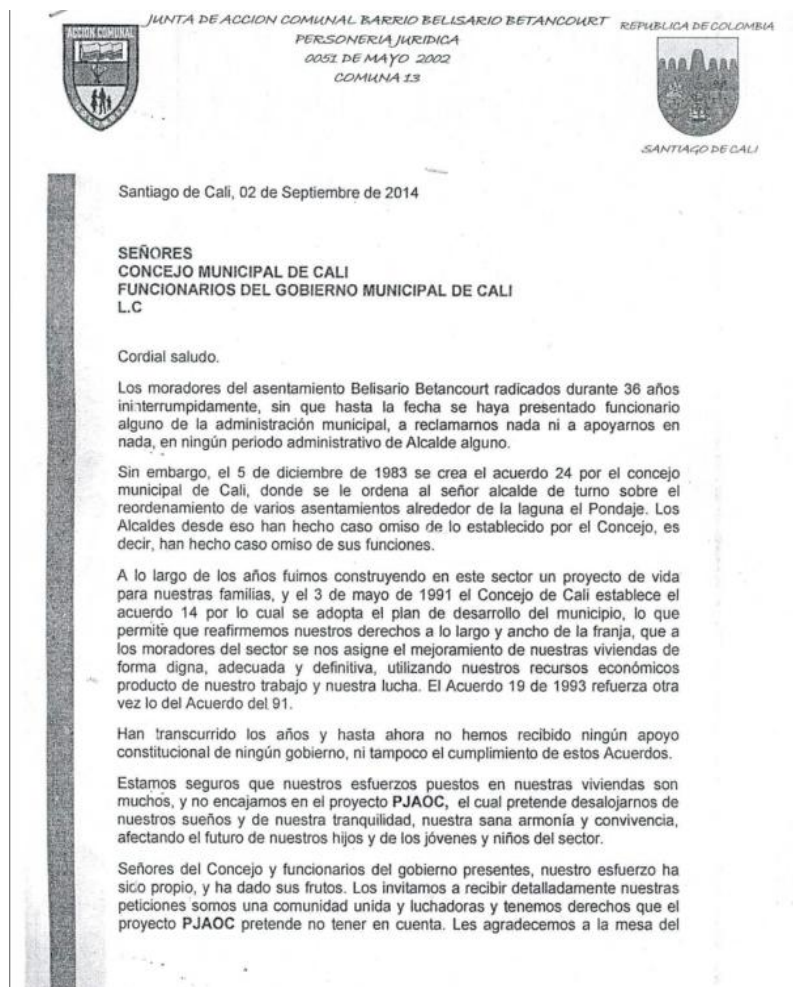 ACCION COMUNAL
JUNTA DE ACCION COMUNAL BARRIO BELISARIO BETANCOURT
PERSONERIA JURIDICA
0051 DE MAYO 2002
COMUNA 13
REPUBLICA DE COLOMBIA
SANTIAGO DE CALI
Santiago de Cali, 02 de Septiembre de 2014
SEÑORES
CONCEJO MUNICIPAL DE CALI
FUNCIONARIOS DEL GOBIERNO MUNICIPAL DE CALI
L.C
Cordial saludo.
Los moradores del asentamiento Belisario Betancourt radicados durante 36 años
ininterrumpidamente, sin que hasta la fecha se haya presentado funcionario
alguno de la administración municipal, a reclamarnos nada ni a apoyarnos en
nada, en ningún periodo administrativo de Alcalde alguno.
Sin embargo, el 5 de diciembre de 1983 se crea el acuerdo 24 por el concejo
municipal de Cali, donde se le ordena al señor alcalde de turno sobre el
reordenamiento de varios asentamientos alrededor de la laguna el Pondaje. Los
Alcaldes desde eso han hecho caso omiso de lo establecido por el Concejo, es
decir, han hecho caso omiso de sus funciones.
A lo largo de los años fuimos construyendo en este sector un proyecto de vida
para nuestras familias, y el 3 de mayo de 1991 el Concejo de Cali establece el
acuerdo 14 por lo cual se adopta el plan de desarrollo del municipio, lo que
permite que reafirmemos nuestros derechos a lo largo y ancho de la franja, que a
los moradores del sector se nos asigne el mejoramiento de nuestras viviendas de
forma digna, adecuada y definitiva, utilizando nuestros recursos económicos
producto de nuestro trabajo y nuestra lucha. El Acuerdo 19 de 1993 refuerza otra
vez lo del Acuerdo del 91.
Han transcurrido los años y hasta ahora no hemos recibido ningún apoyo
constitucional de ningún gobierno, ni tampoco el cumplimiento de estos Acuerdos.
Estamos seguros que nuestros esfuerzos puestos en nuestras viviendas son
muchos, y no encajamos en el proyecto PJAOC, el cual pretende desalojarnos de
nuestros sueños y de nuestra tranquilidad, nuestra sana armonía y convivencia,
afectando el futuro de nuestros hijos y de los jóvenes y niños del sector.
Señores del Concejo y funcionarios del gobierno presentes, nuestro esfuerzo ha
sido propio, y ha dado sus frutos. Los invitamos a recibir detalladamente nuestras
peticiones somos una comunidad unida y luchadoras y tenemos derechos que el
proyecto PJAOC pretende no tener en cuenta. Les agradecemos a la mesa del